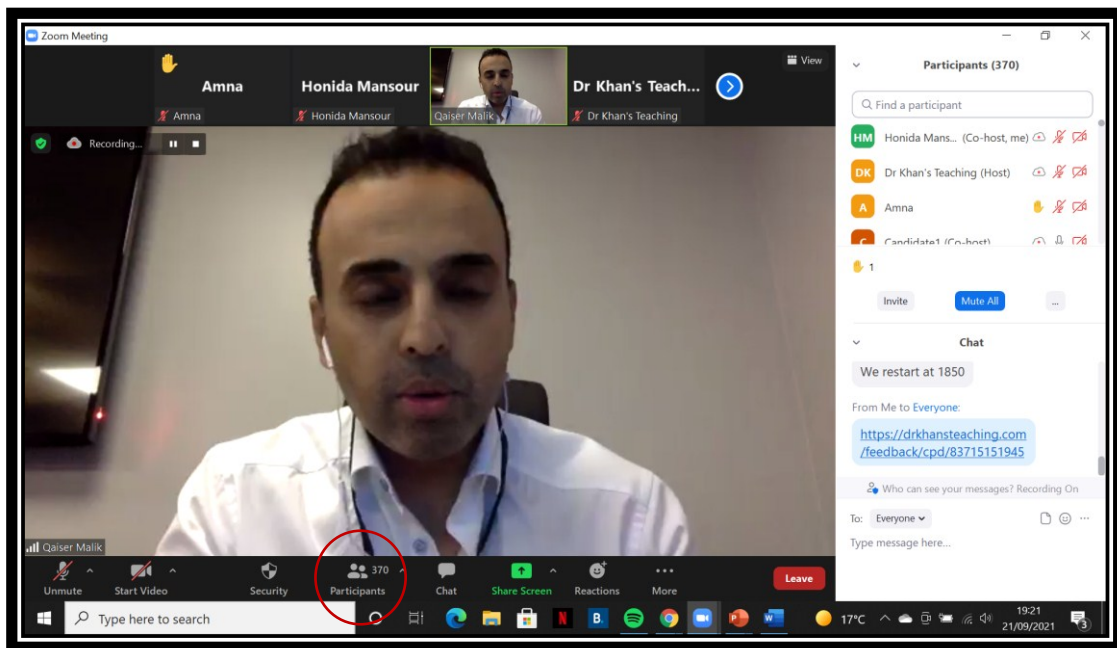 Zoom Meeting
Amna
Honida Mansour
Dr Khan's Teach...
View
Amna
Honida Mansour
Qaiser Malik
Dr Khan's Teaching
Recording...
Qaiser Malik
Unmute
Start Video
Security
370
Participants
Chat
Share Screen
Reactions
More
Leave
Participants (370)
Find a participant
HM Honida Mans... (Co-host, me)
DK Dr Khan's Teaching (Host)
A Amna
C Candidate1 (Co-host)
1
Invite
Mute All
...
Chat
We restart at 1850
From Me to Everyone:
https://drkhansteaching.com
/feedback/cpd/83715151945
Who can see your messages? Recording On
To: Everyone
Type message here...
Type here to search
N
B.
W
17°C
19:21
21/09/2021
3